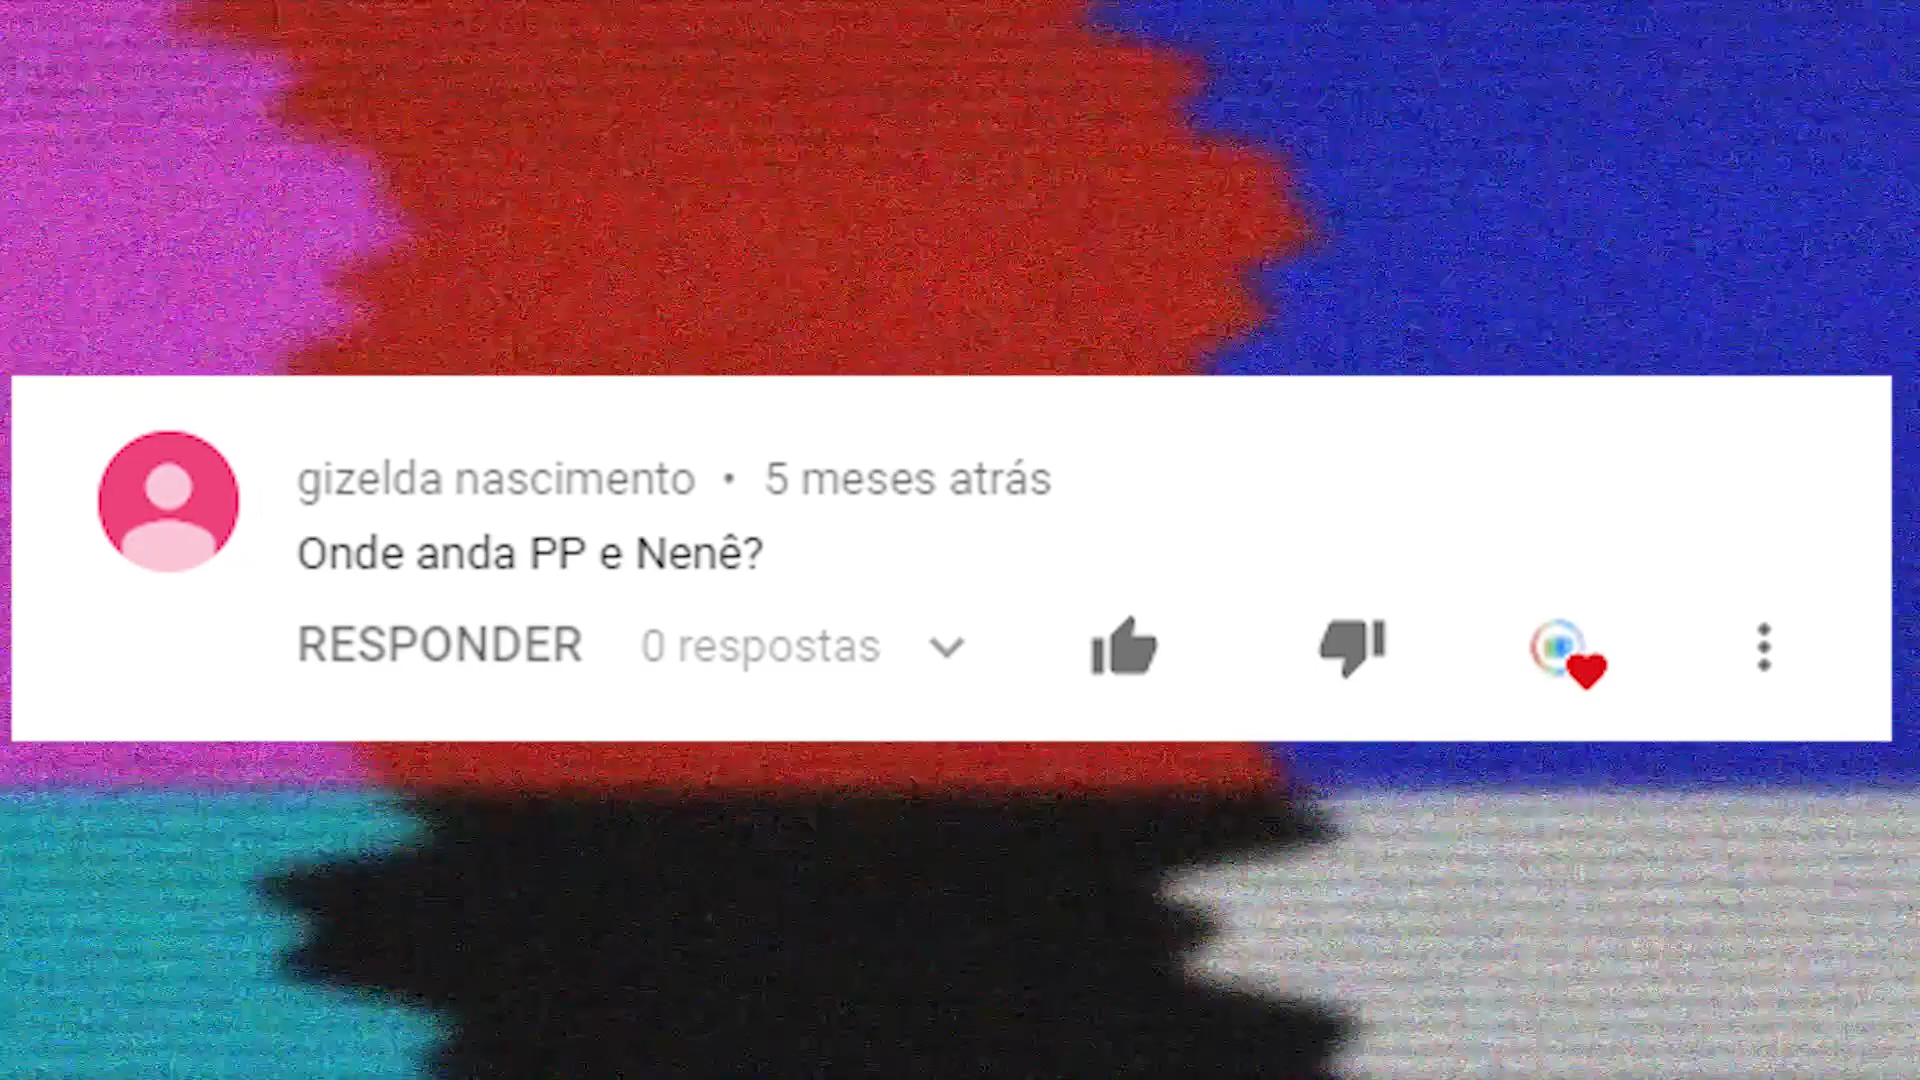 gizelda nascimento • 5 meses atrás
Onde anda PP e Nenê?
RESPONDER 0 respostas